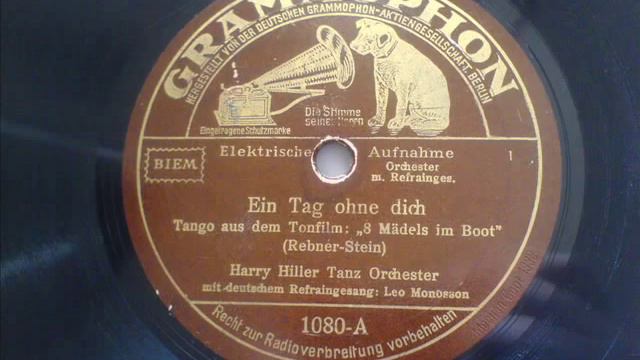 GRAMMOPHON
HERGESTELLT VON DER DEUTSCHEN GRAMMOPHON-AKTIENGESELLSCHAFT, BERLIN
Die Stimme
seines Herrn
Eingetragene Schutzmarke
BIEM
Elektrische Aufnahme
1
Orchester
m. Refrainges.
Ein Tag ohne dich
Tango aus dem Tonfilm: „8 Mädels im Boot"
(Rebner-Stein)
Harry Hiller Tanz Orchester
mit deutschem Refraingesang: Leo Monosson
1080-A
Recht zur Radioverbreitung vorbehalten